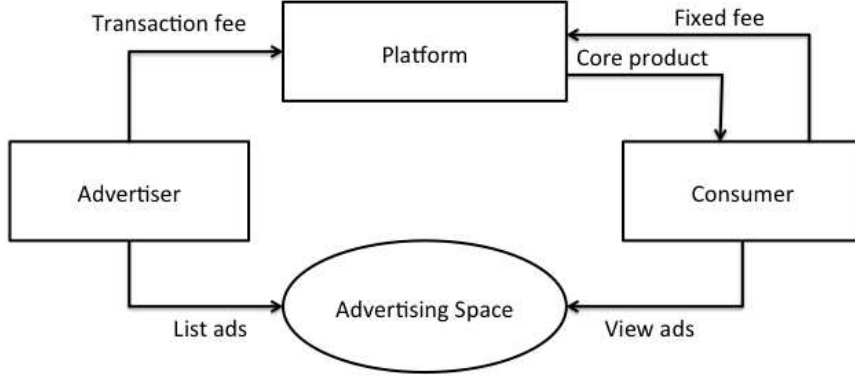 Transaction fee
Platform
Fixed fee
Core product
Advertiser
Consumer
Advertising Space
List ads
View ads